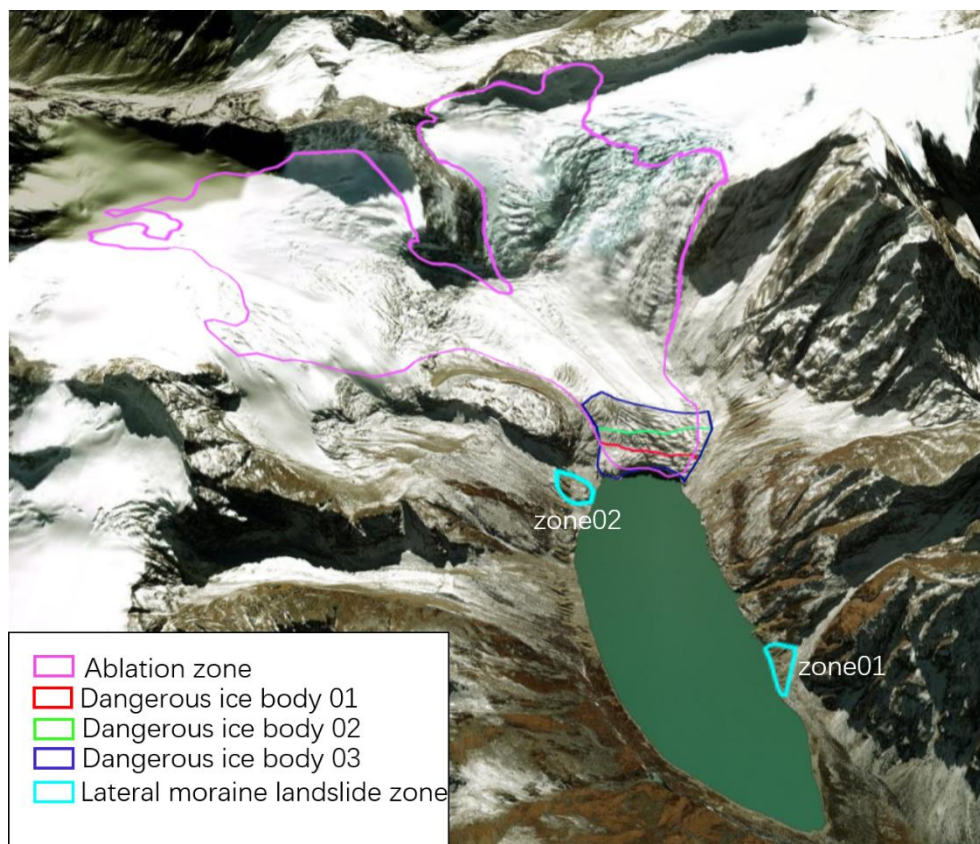 zone02
zone01
Ablation zone
Dangerous ice body 01
Dangerous ice body 02
Dangerous ice body 03
Lateral moraine landslide zone